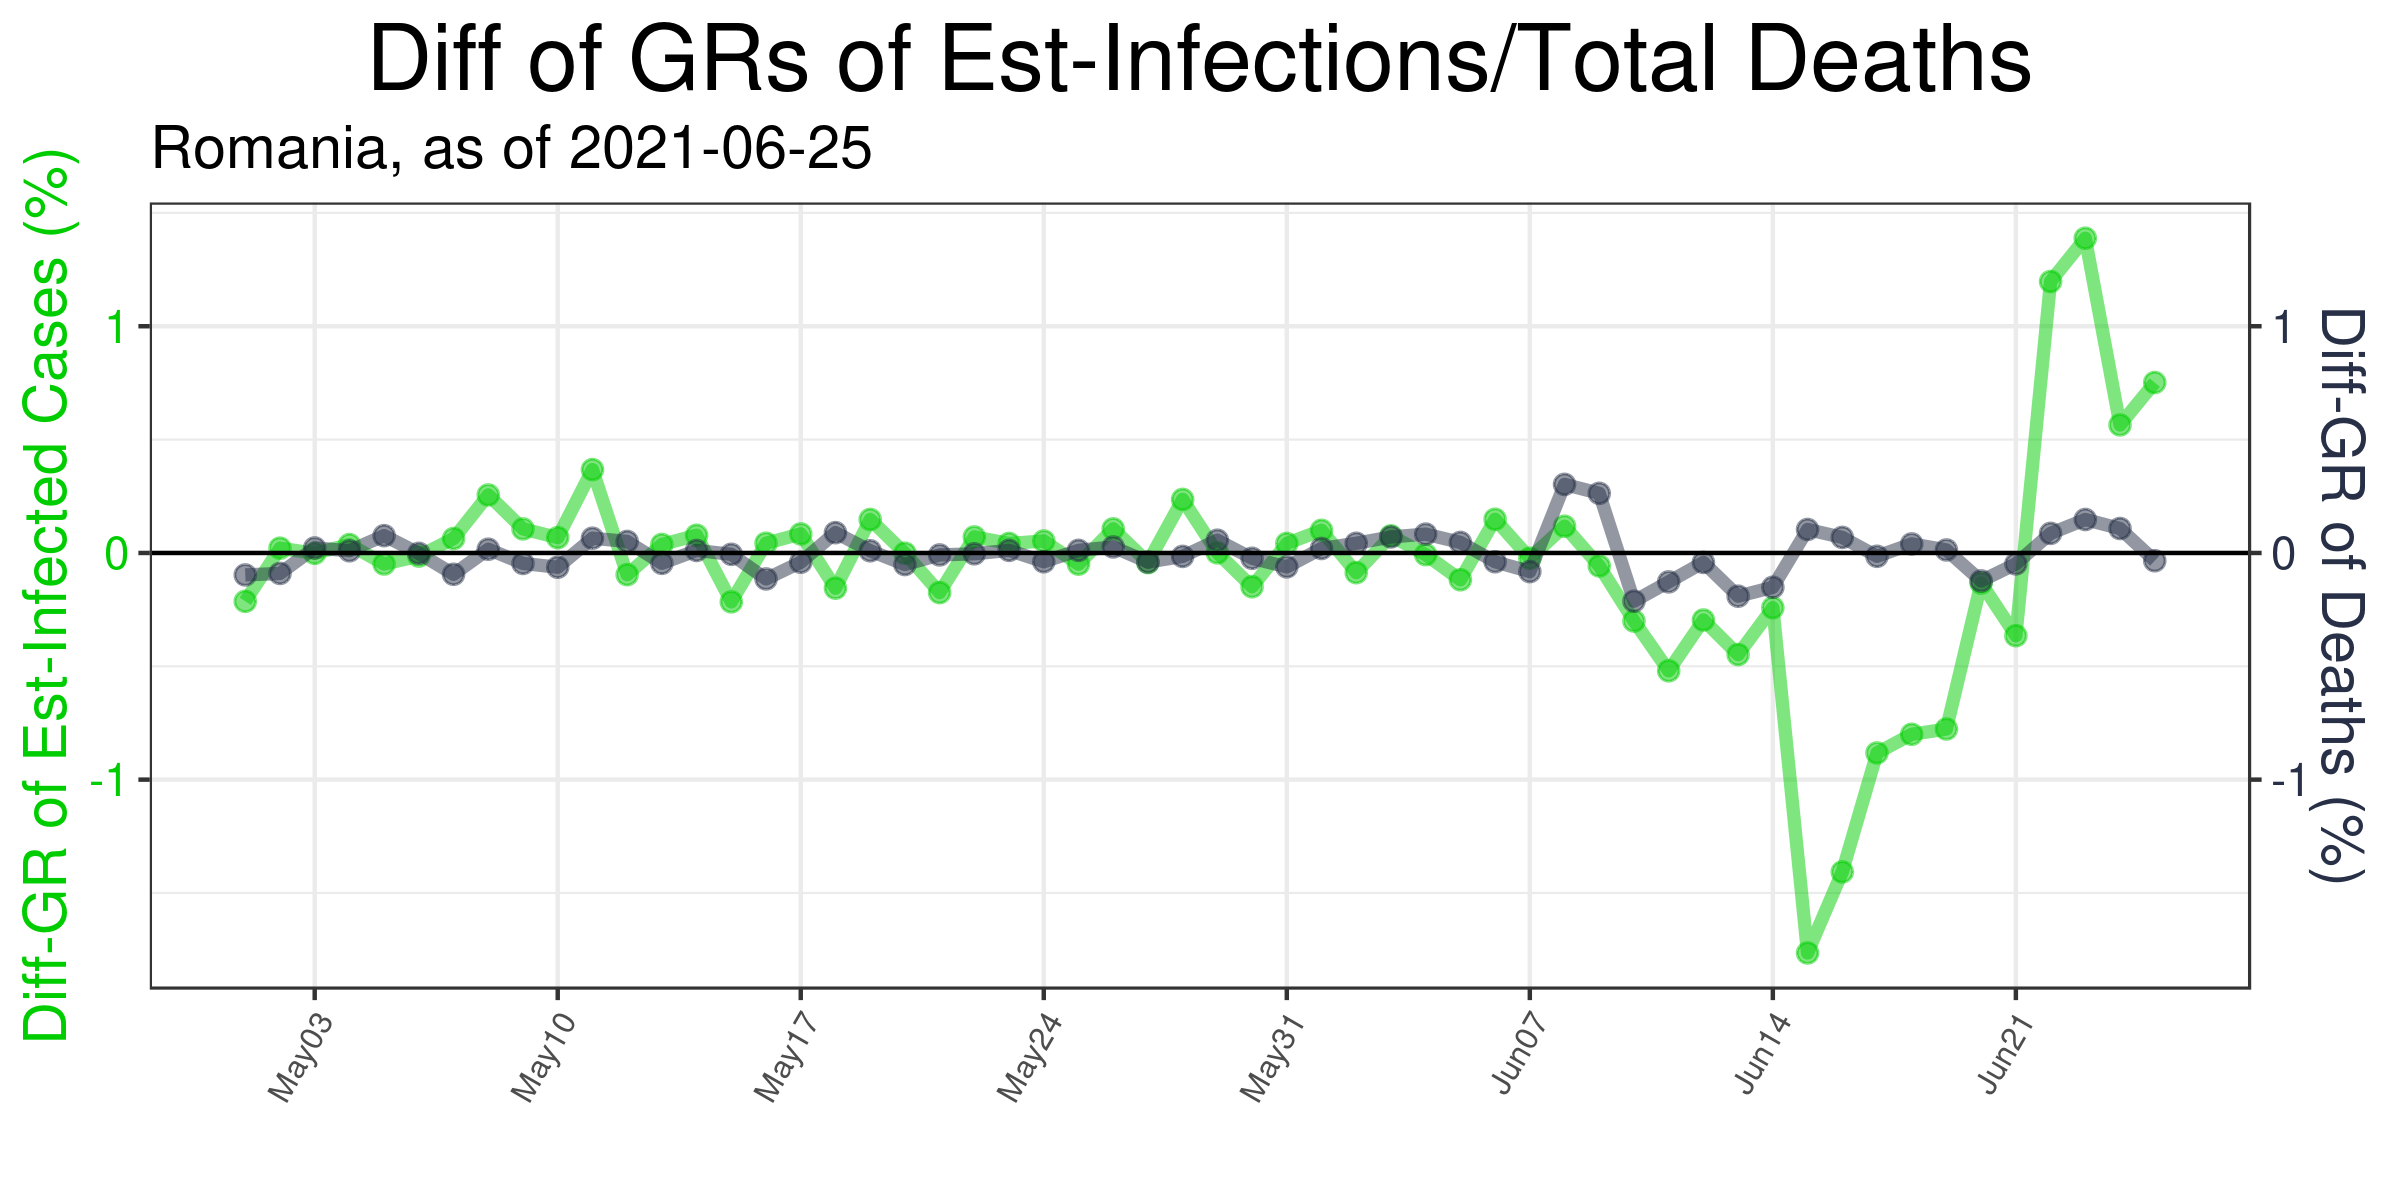 Diff of GRs of Est-Infections/Total Deaths
Romania, as of 2021-06-25
Diff-GR of Est-Infected Cases (%)
1
0
-1
1
0
-1
Diff-GR of Deaths (%)
May03
May10
May17
May24
May31
Jun07
Jun14
Jun21